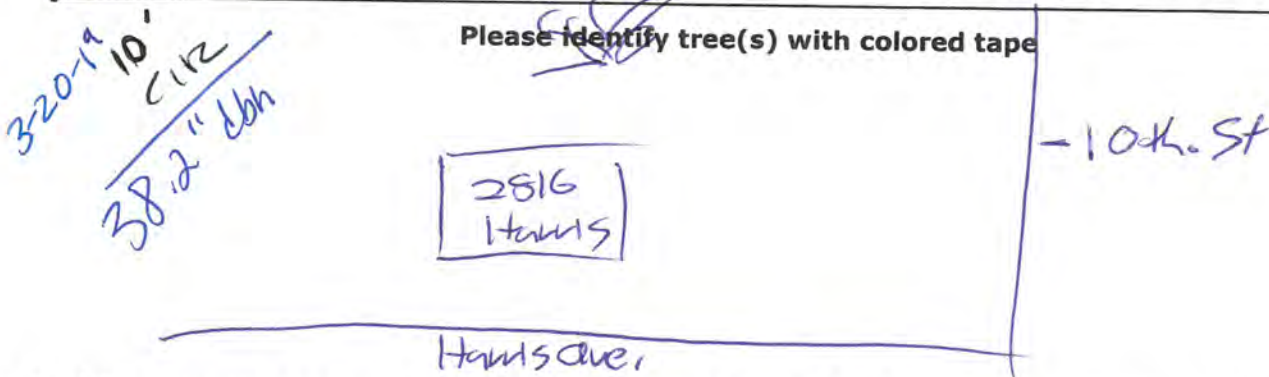 Please identify tree(s) with colored tape
3-20-19
10'
circ
38.2" dbh
- 10th. St
2816
Harris
Harris ave.